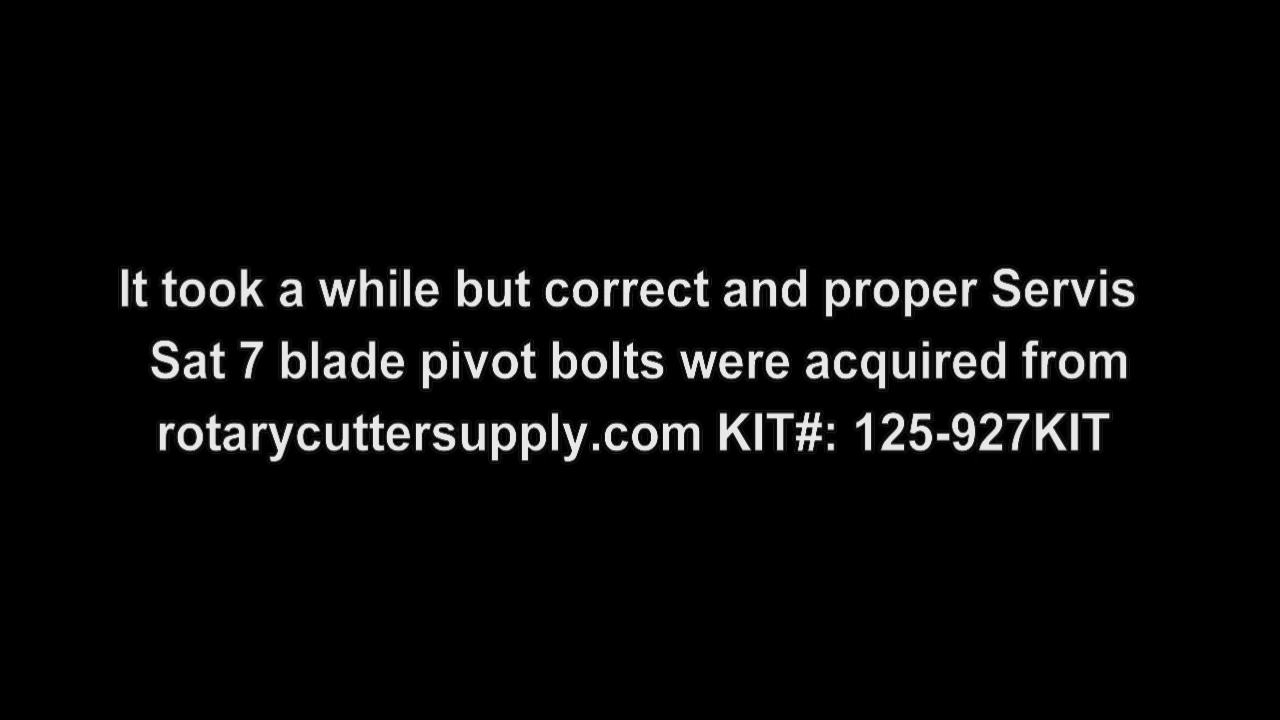 It took a while but correct and proper Servis
Sat 7 blade pivot bolts were acquired from
rotarycuttersupply.com KIT#: 125-927KIT